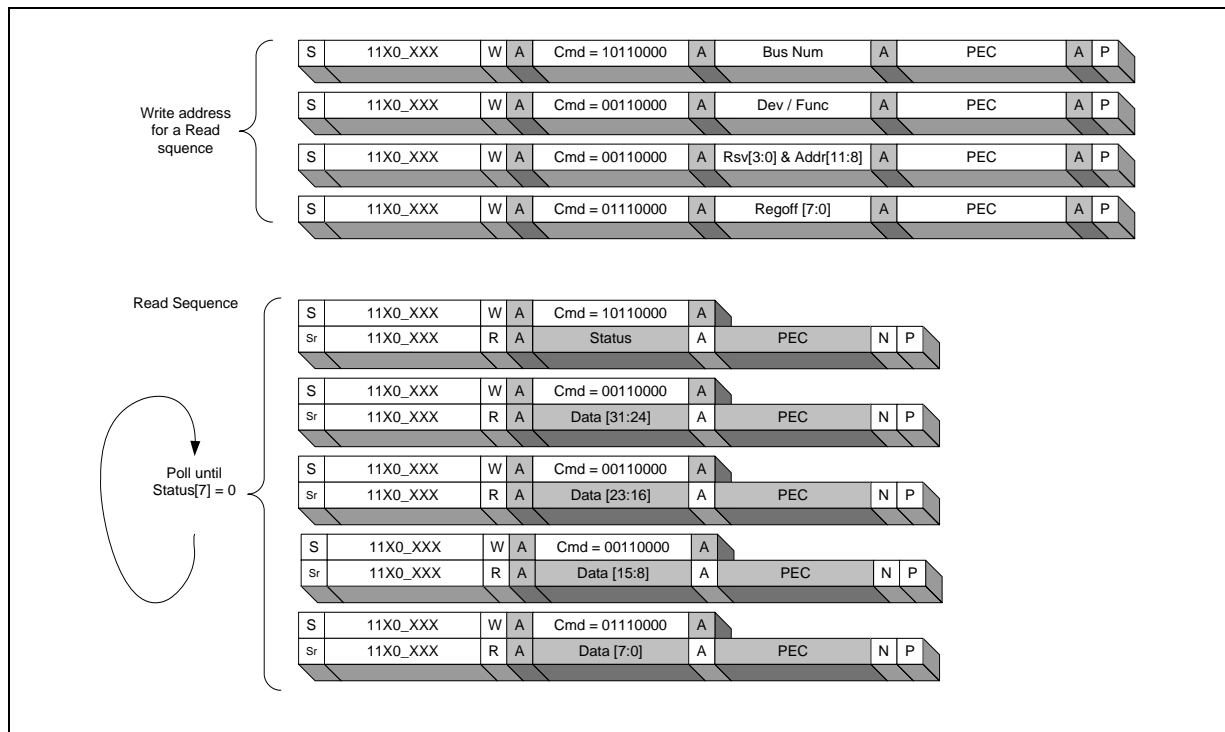 S 11X0_XXX W A Cmd = 10110000 A Bus Num A PEC A P
Write address
for a Read
squence
S 11X0_XXX W A Cmd = 00110000 A Dev / Func A PEC A P
S 11X0_XXX W A Cmd = 00110000 A Rsv[3:0] & Addr[11:8] A PEC A P
S 11X0_XXX W A Cmd = 01110000 A Regoff [7:0] A PEC A P
Read Sequence
S 11X0_XXX W A Cmd = 10110000 A
Sr 11X0_XXX R A Status A PEC N P
S 11X0_XXX W A Cmd = 00110000 A
Sr 11X0_XXX R A Data [31:24] A PEC N P
Poll until
Status[7] = 0
S 11X0_XXX W A Cmd = 00110000 A
Sr 11X0_XXX R A Data [23:16] A PEC N P
S 11X0_XXX W A Cmd = 00110000 A
Sr 11X0_XXX R A Data [15:8] A PEC N P
S 11X0_XXX W A Cmd = 01110000 A
Sr 11X0_XXX R A Data [7:0] A PEC N P